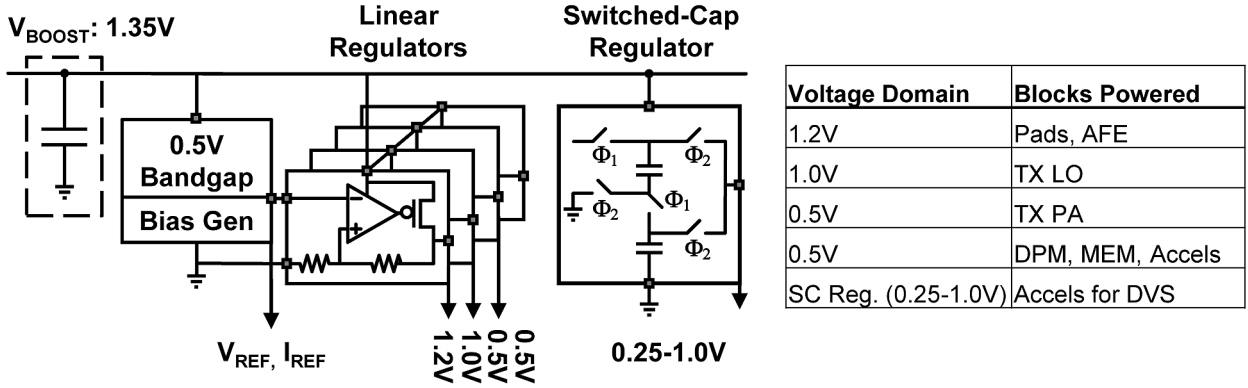 V_BOOST: 1.35V
Linear
Regulators
Switched-Cap
Regulator
0.5V
Bandgap
Bias Gen
−
+
Φ1
Φ2
Φ2
Φ1
Φ2
V_REF, I_REF
1.2V
1.0V
0.5V
0.5V
0.25-1.0V
Voltage Domain Blocks Powered
1.2V Pads, AFE
1.0V TX LO
0.5V TX PA
0.5V DPM, MEM, Accels
SC Reg. (0.25-1.0V) Accels for DVS